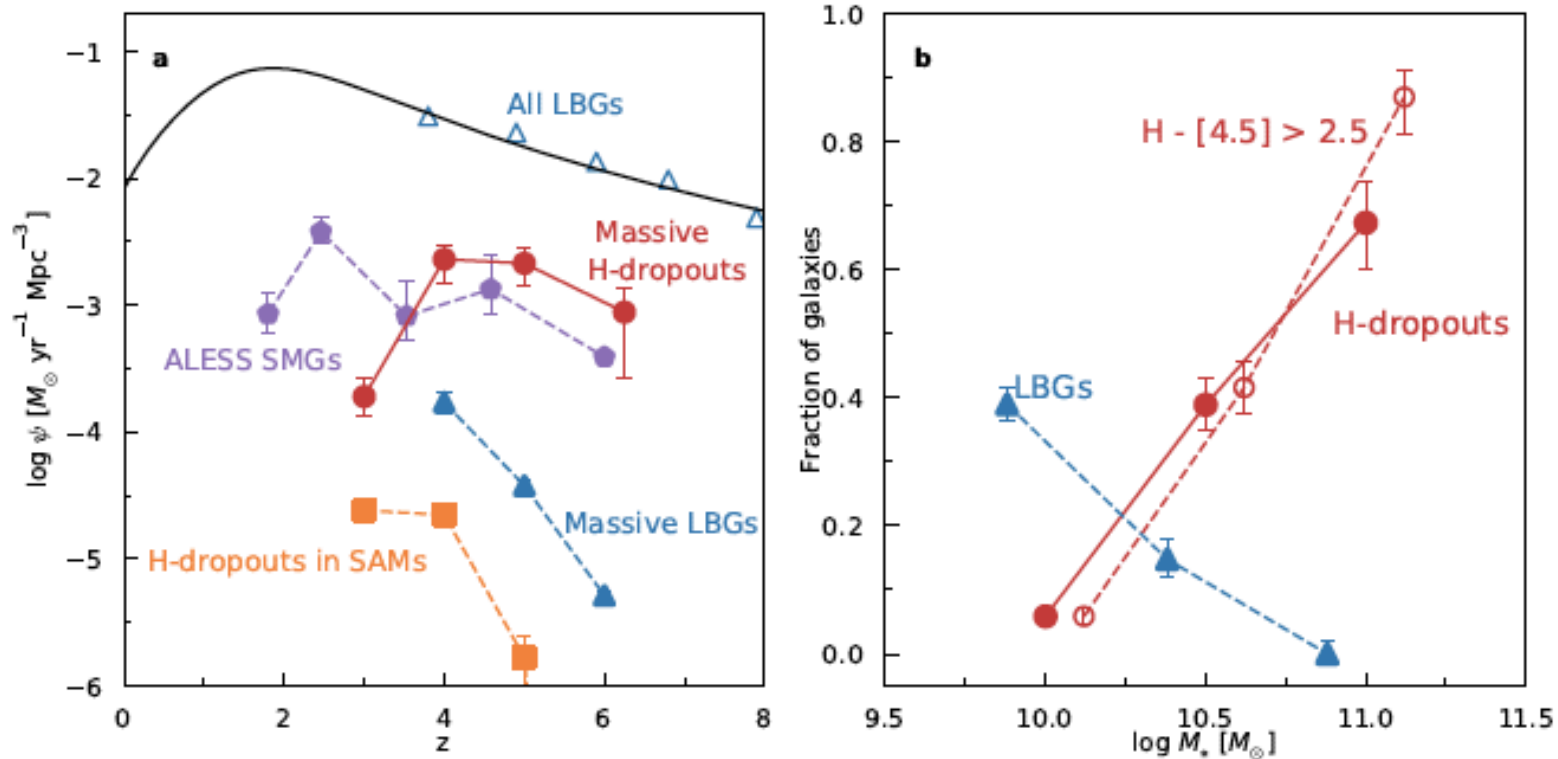 a
All LBGs
Massive
H-dropouts
ALESS SMGs
Massive LBGs
H-dropouts in SAMs
−1
−2
−3
−4
−5
−6
log ψ [M⊙ yr⁻¹ Mpc⁻³]
0 2 4 6 8
z
b
H - [4.5] > 2.5
H-dropouts
LBGs
1.0
0.8
0.6
0.4
0.2
0.0
Fraction of galaxies
9.5 10.0 10.5 11.0 11.5
log M* [M⊙]